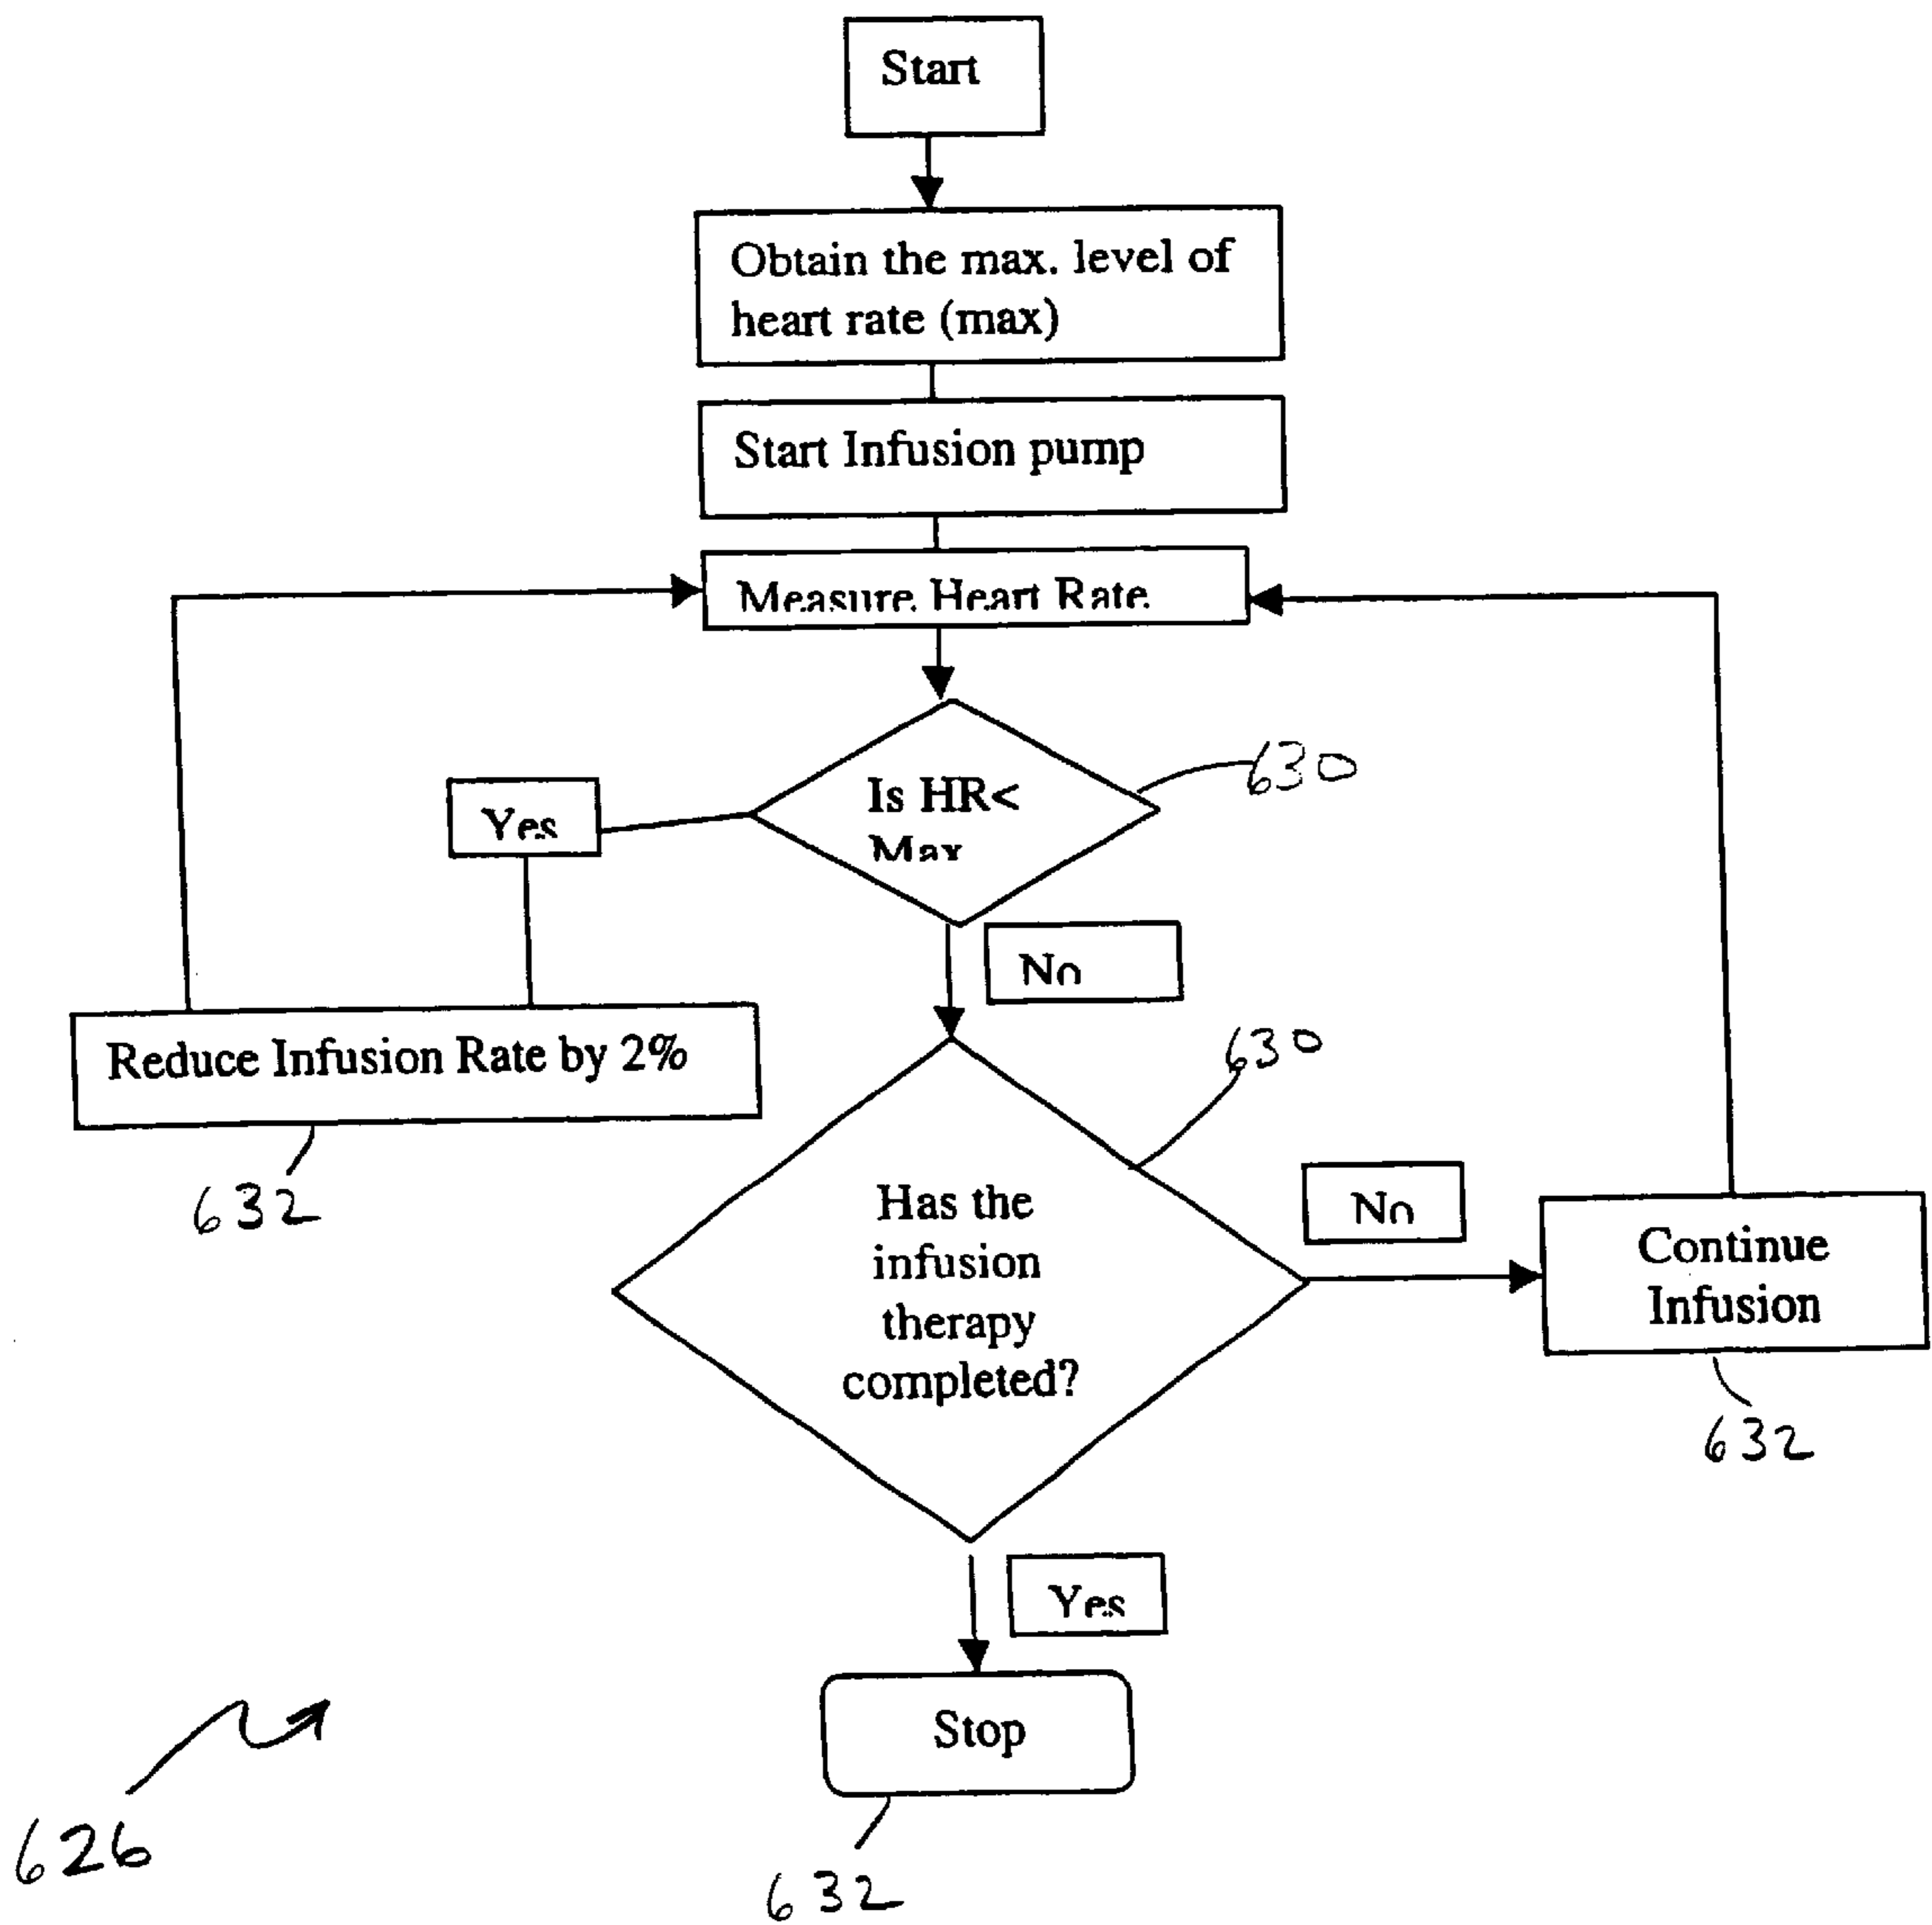 Start
Obtain the max. level of
heart rate (max)
Start Infusion pump
Measure Heart Rate
Is HR<
Max
630
Yes
No
Reduce Infusion Rate by 2%
632
630
Has the
infusion
therapy
completed?
No
Continue
Infusion
632
Yes
Stop
632
626